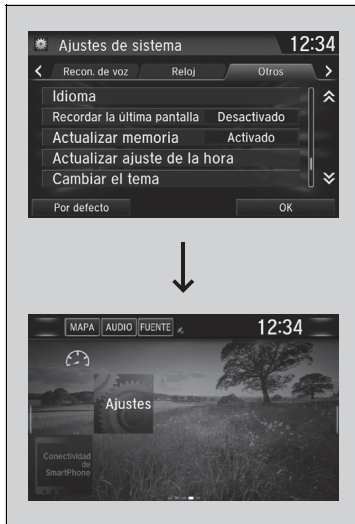 Ajustes de sistema 12:34
Recon. de voz Reloj Otros
Idioma
Recordar la última pantalla Desactivado
Actualizar memoria Activado
Actualizar ajuste de la hora
Cambiar el tema
Por defecto OK
MAPA AUDIO FUENTE 12:34
Ajustes
Conectividad
de
SmartPhone